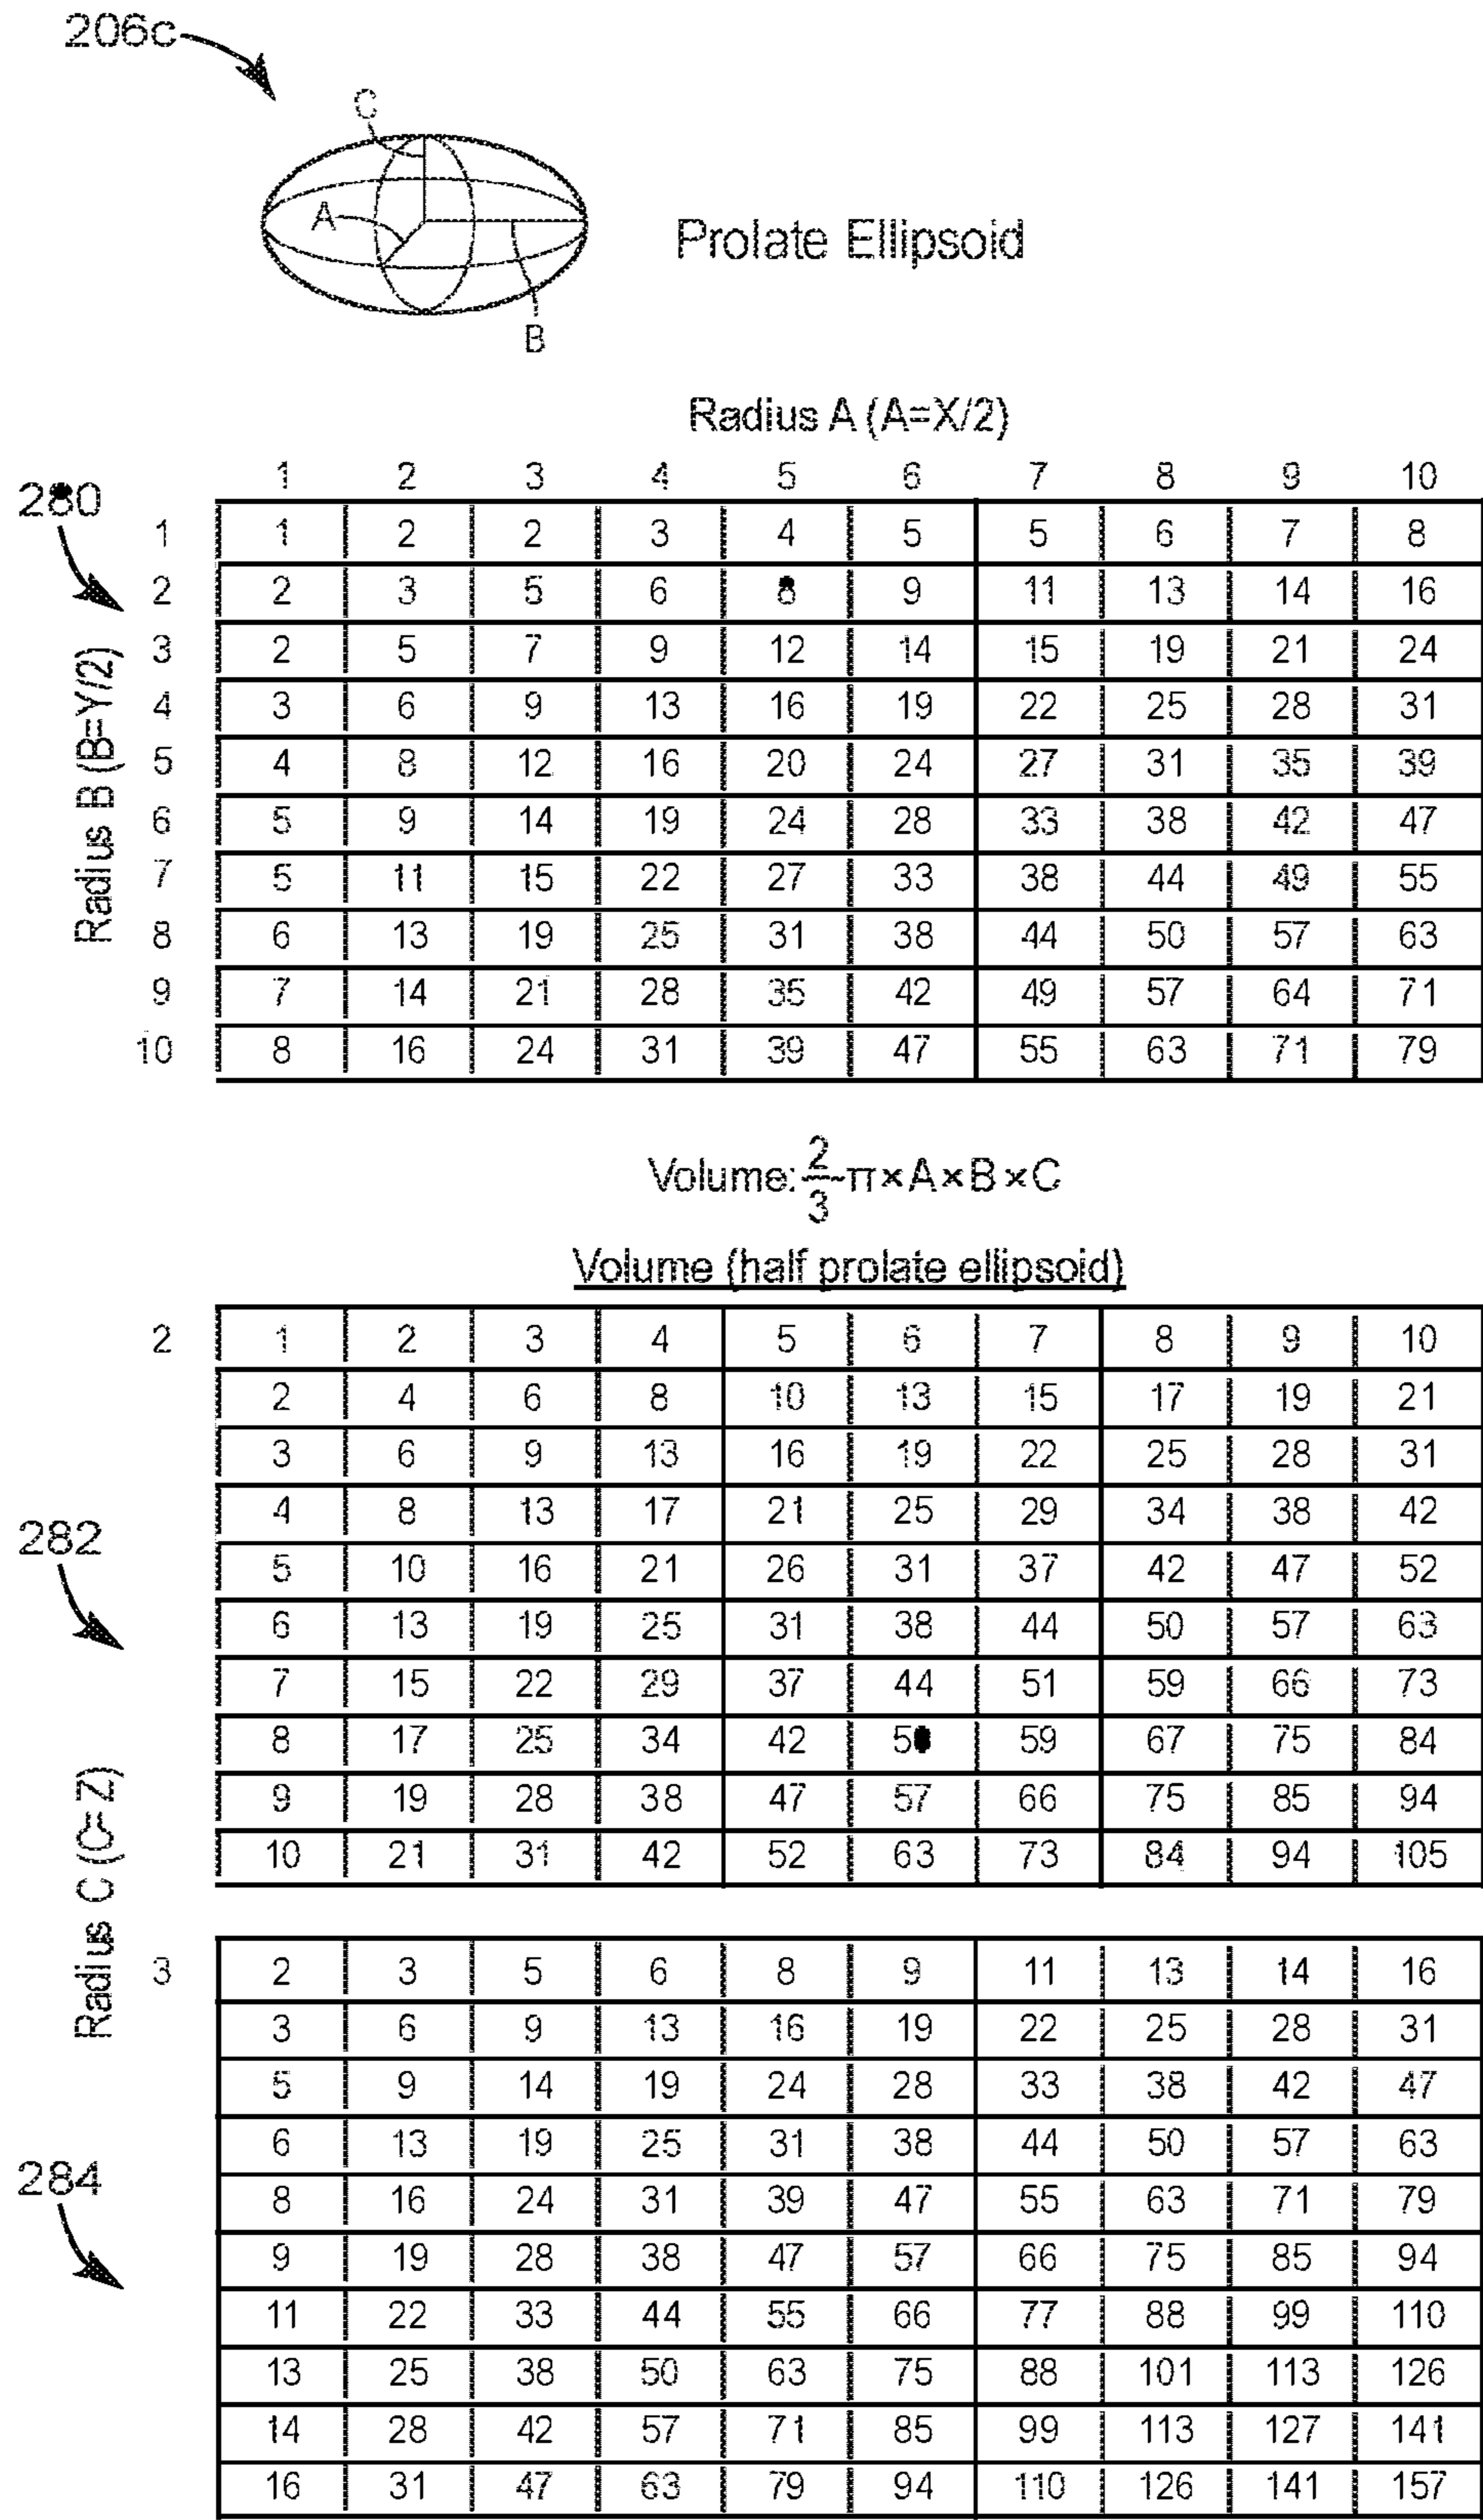 206c
C
A
B
Prolate Ellipsoid
Radius A (A=X/2)
1 2 3 4 5 6 7 8 9 10
280
Radius B (B=Y/2)
1 1 2 2 3 4 5 5 6 7 8
2 2 3 5 6 8 9 11 13 14 16
3 2 5 7 9 12 14 15 19 21 24
4 3 6 9 13 16 19 22 25 28 31
5 4 8 12 16 20 24 27 31 35 39
6 5 9 14 19 24 28 33 38 42 47
7 5 11 15 22 27 33 38 44 49 55
8 6 13 19 25 31 38 44 50 57 63
9 7 14 21 28 35 42 49 57 64 71
10 8 16 24 31 39 47 55 63 71 79
Volume: 2/3 π×A×B×C
Volume (half prolate ellipsoid)
2 1 2 3 4 5 6 7 8 9 10
2 4 6 8 10 13 15 17 19 21
3 6 9 13 16 19 22 25 28 31
4 8 13 17 21 25 29 34 38 42
282
5 10 16 21 26 31 37 42 47 52
6 13 19 25 31 38 44 50 57 63
7 15 22 29 37 44 51 59 66 73
8 17 25 34 42 50 59 67 75 84
9 19 28 38 47 57 66 75 85 94
10 21 31 42 52 63 73 84 94 105
Radius C (C=Z)
3 2 3 5 6 8 9 11 13 14 16
3 6 9 13 16 19 22 25 28 31
5 9 14 19 24 28 33 38 42 47
6 13 19 25 31 38 44 50 57 63
284
8 16 24 31 39 47 55 63 71 79
9 19 28 38 47 57 66 75 85 94
11 22 33 44 55 66 77 88 99 110
13 25 38 50 63 75 88 101 113 126
14 28 42 57 71 85 99 113 127 141
16 31 47 63 79 94 110 126 141 157